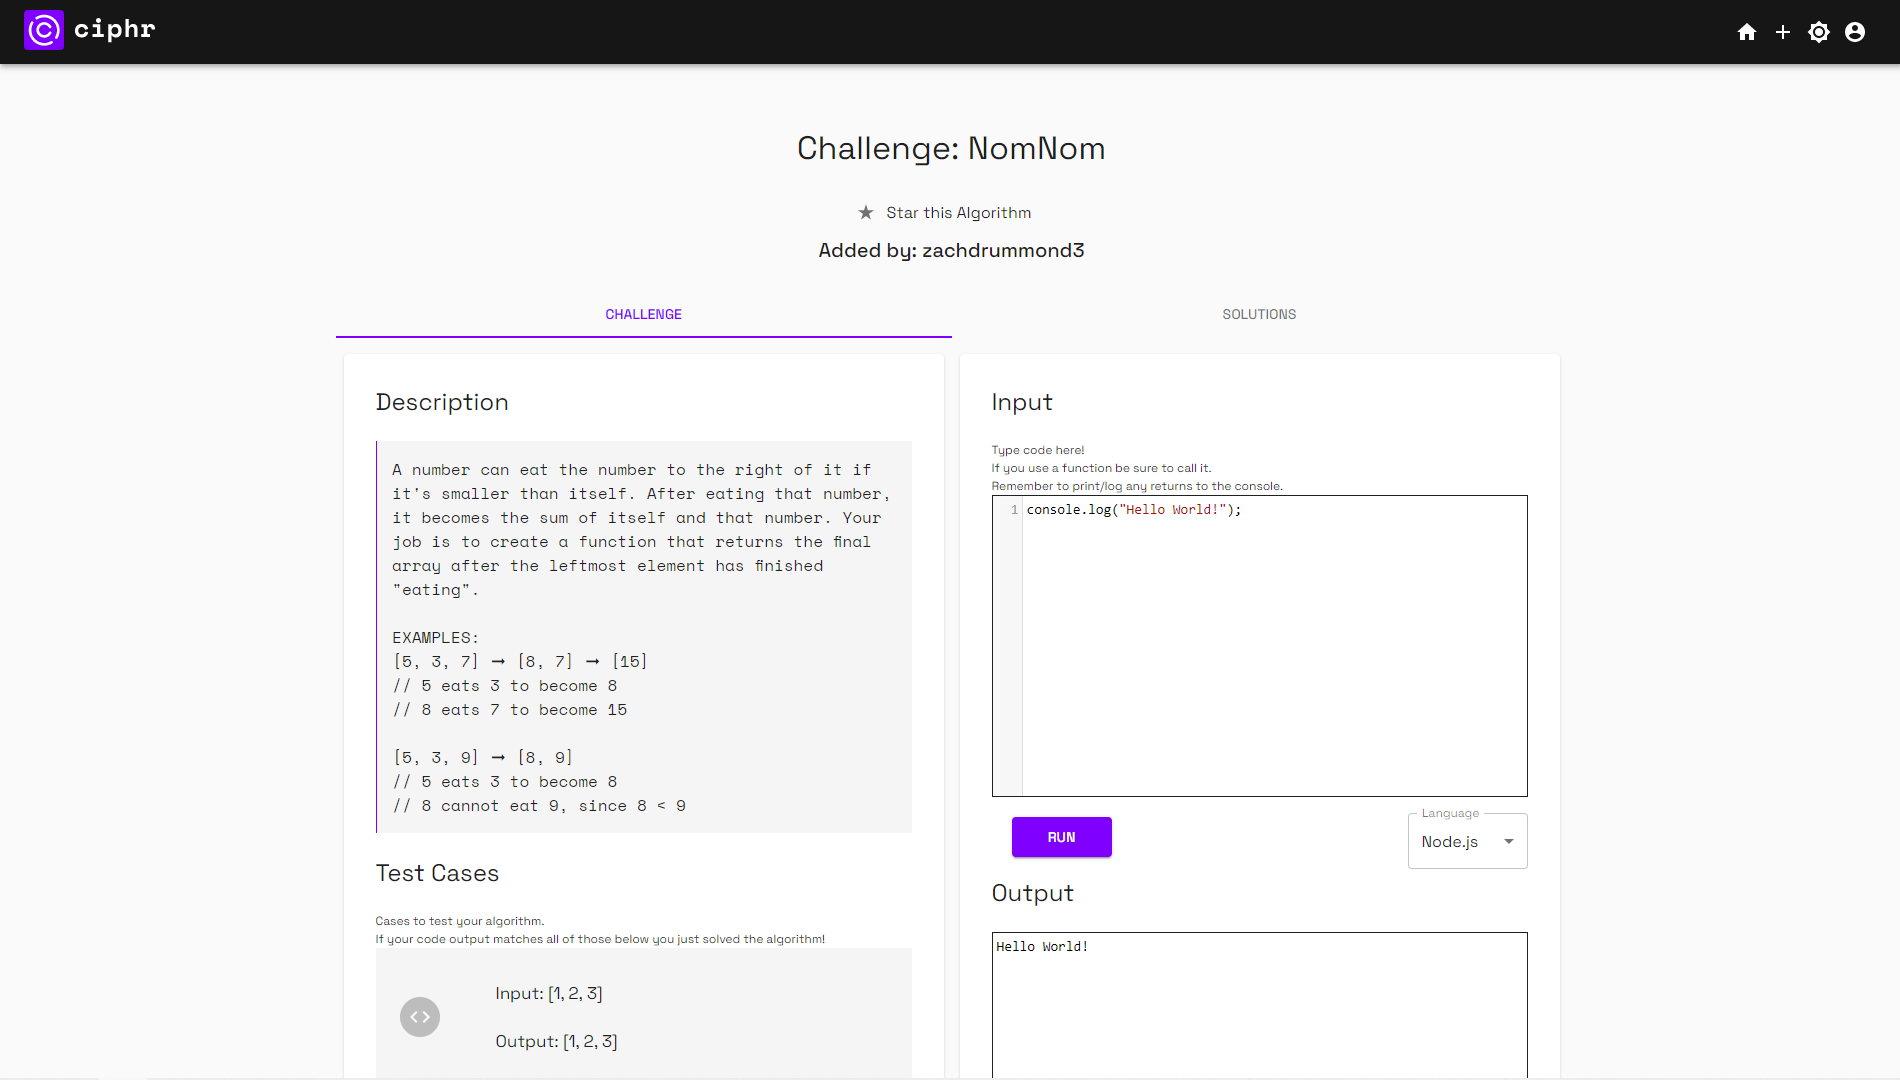 ciphr
Challenge: NomNom
★ Star this Algorithm
Added by: zachdrummond3
CHALLENGE
SOLUTIONS
Description
A number can eat the number to the right of it if
it's smaller than itself. After eating that number,
it becomes the sum of itself and that number. Your
job is to create a function that returns the final
array after the leftmost element has finished
"eating".
EXAMPLES:
[5, 3, 7] ➞ [8, 7] ➞ [15]
// 5 eats 3 to become 8
// 8 eats 7 to become 15
[5, 3, 9] ➞ [8, 9]
// 5 eats 3 to become 8
// 8 cannot eat 9, since 8 < 9
Test Cases
Cases to test your algorithm.
If your code output matches all of those below you just solved the algorithm!
Input: [1, 2, 3]
Output: [1, 2, 3]
Input
Type code here!
If you use a function be sure to call it.
Remember to print/log any returns to the console.
1 console.log("Hello World!");
RUN
Language
Node.js
Output
Hello World!